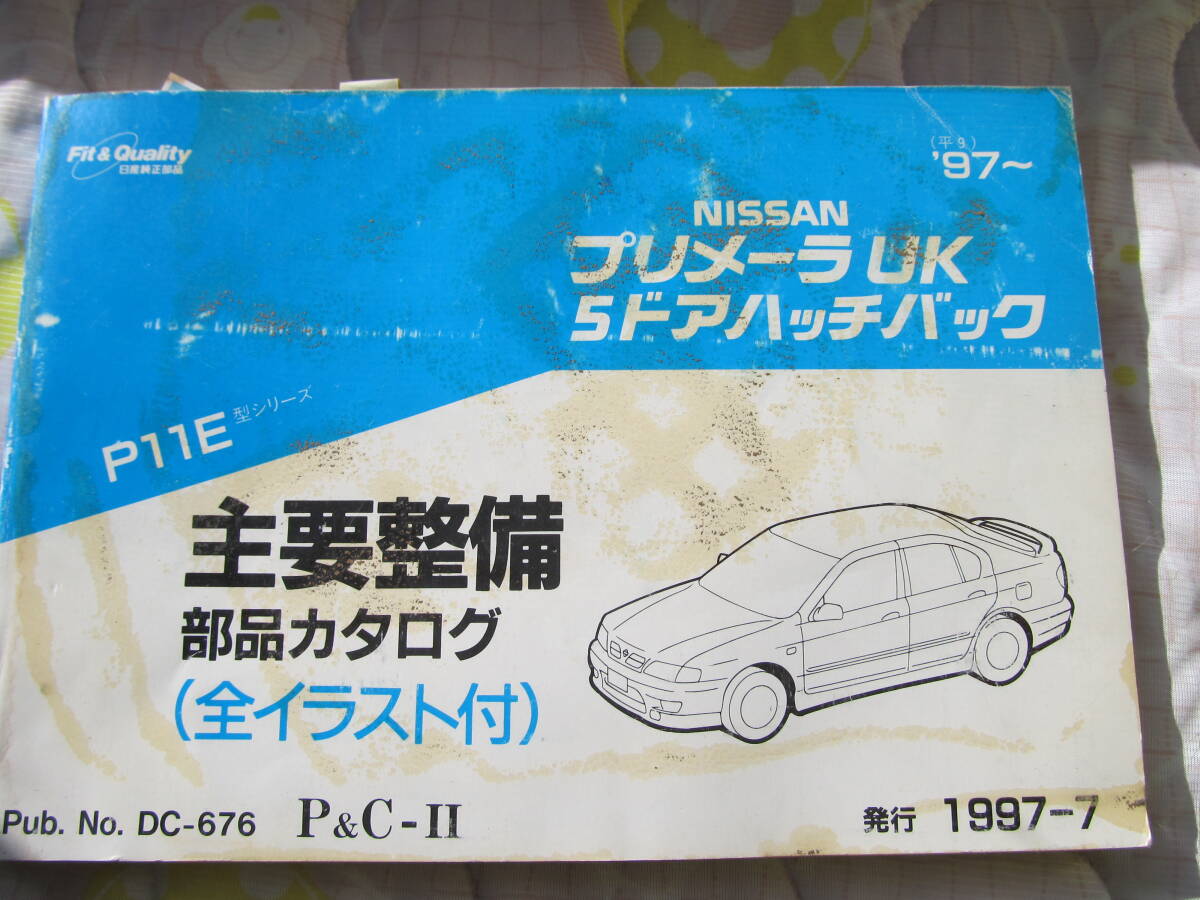 Fit & Quality
日産純正部品
(平9)
'97～
NISSAN
プリメーラ UK
5ドアハッチバック
P11E 型シリーズ
主要整備
部品カタログ
(全イラスト付)
Pub. No. DC-676 P&C-II
発行 1997-7